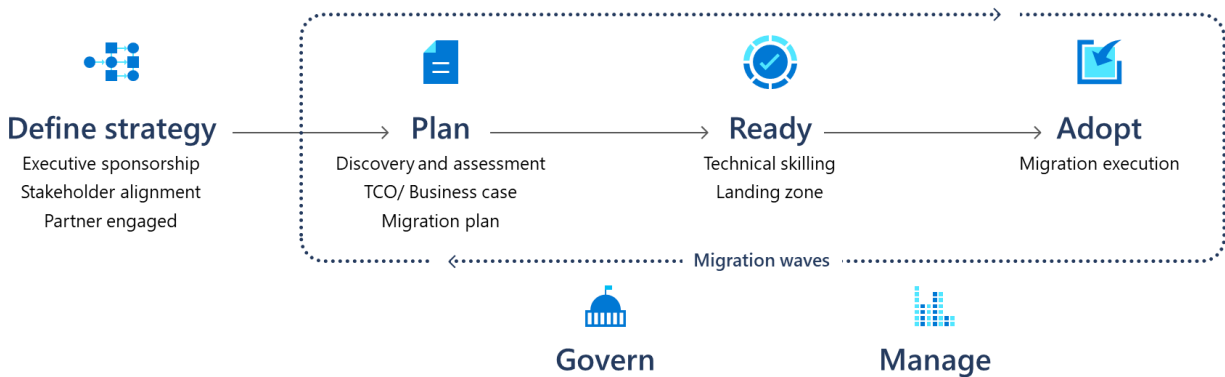 Define strategy
Executive sponsorship
Stakeholder alignment
Partner engaged
Plan
Discovery and assessment
TCO/ Business case
Migration plan
Ready
Technical skilling
Landing zone
Adopt
Migration execution
Migration waves
Govern
Manage